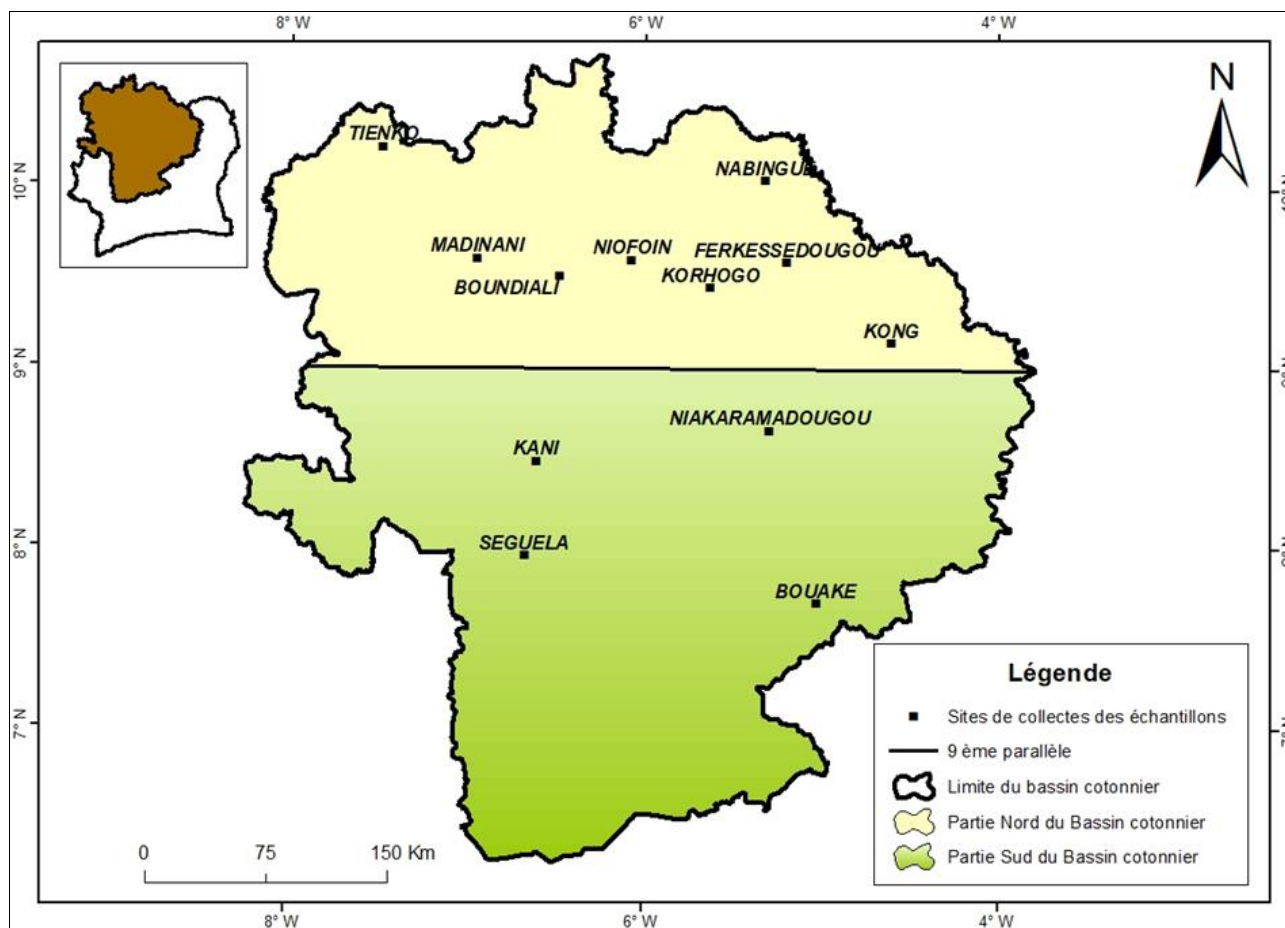 8° W 6° W 4° W
N
TIENKO
10° N
NABINGUE
MADINANI NIOFOIN FERKESSEDOUGOU
BOUNDIALI KORHOGO
KONG
9° N
NIAKARAMADOUGOU
KANI
8° N
SEGUELA
BOUAKE
Légende
Sites de collectes des échantillons
7° N
9 ème parallèle
Limite du bassin cotonnier
Partie Nord du Bassin cotonnier
Partie Sud du Bassin cotonnier
0 75 150 Km
8° W 6° W 4° W